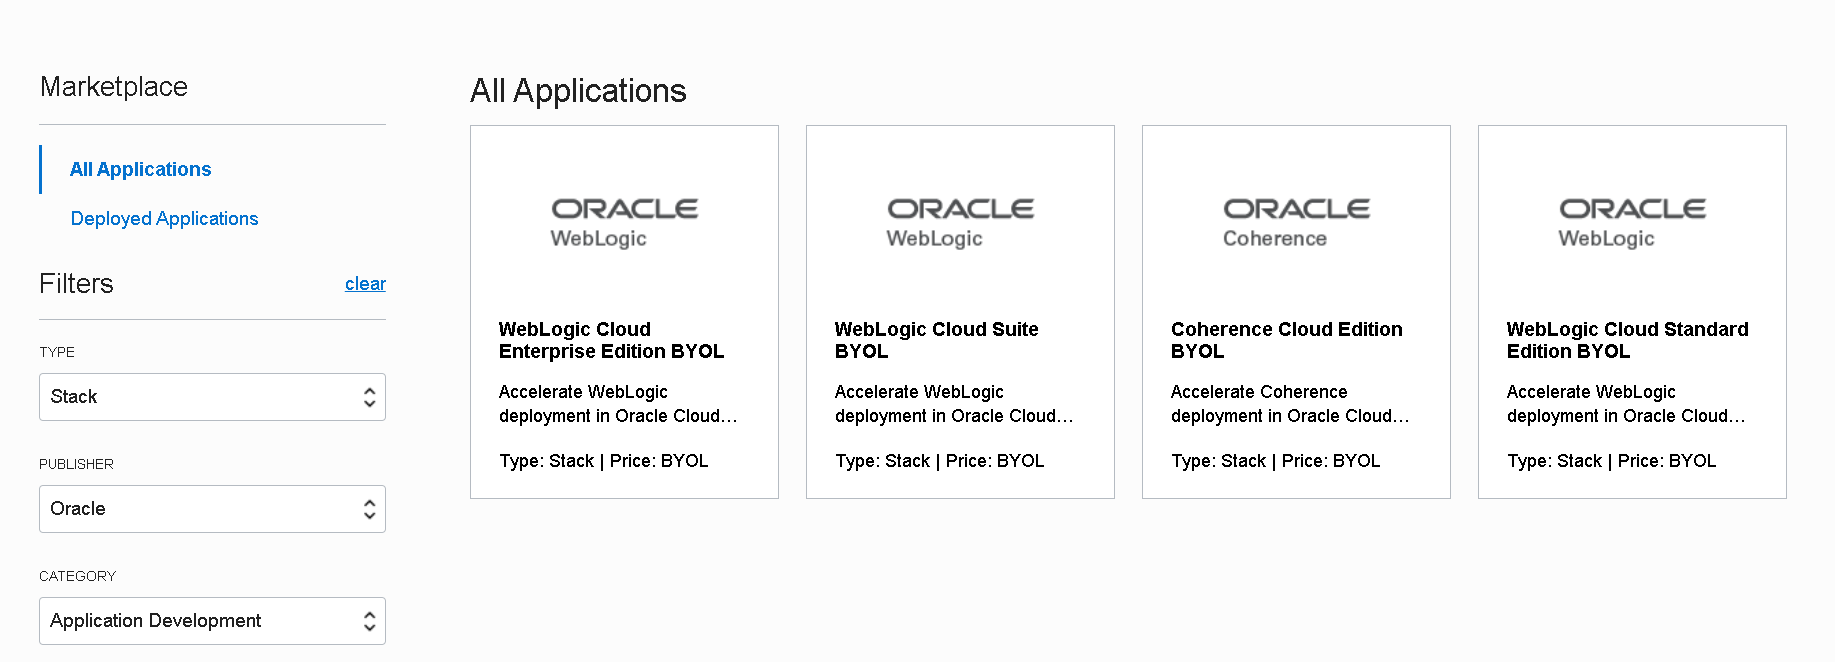 Marketplace
All Applications
Deployed Applications
Filters
clear
TYPE
Stack
PUBLISHER
Oracle
CATEGORY
Application Development
All Applications
ORACLE
WebLogic
WebLogic Cloud
Enterprise Edition BYOL
Accelerate WebLogic
deployment in Oracle Cloud...
Type: Stack | Price: BYOL
ORACLE
WebLogic
WebLogic Cloud Suite
BYOL
Accelerate WebLogic
deployment in Oracle Cloud...
Type: Stack | Price: BYOL
ORACLE
Coherence
Coherence Cloud Edition
BYOL
Accelerate Coherence
deployment in Oracle Cloud...
Type: Stack | Price: BYOL
ORACLE
WebLogic
WebLogic Cloud Standard
Edition BYOL
Accelerate WebLogic
deployment in Oracle Cloud...
Type: Stack | Price: BYOL